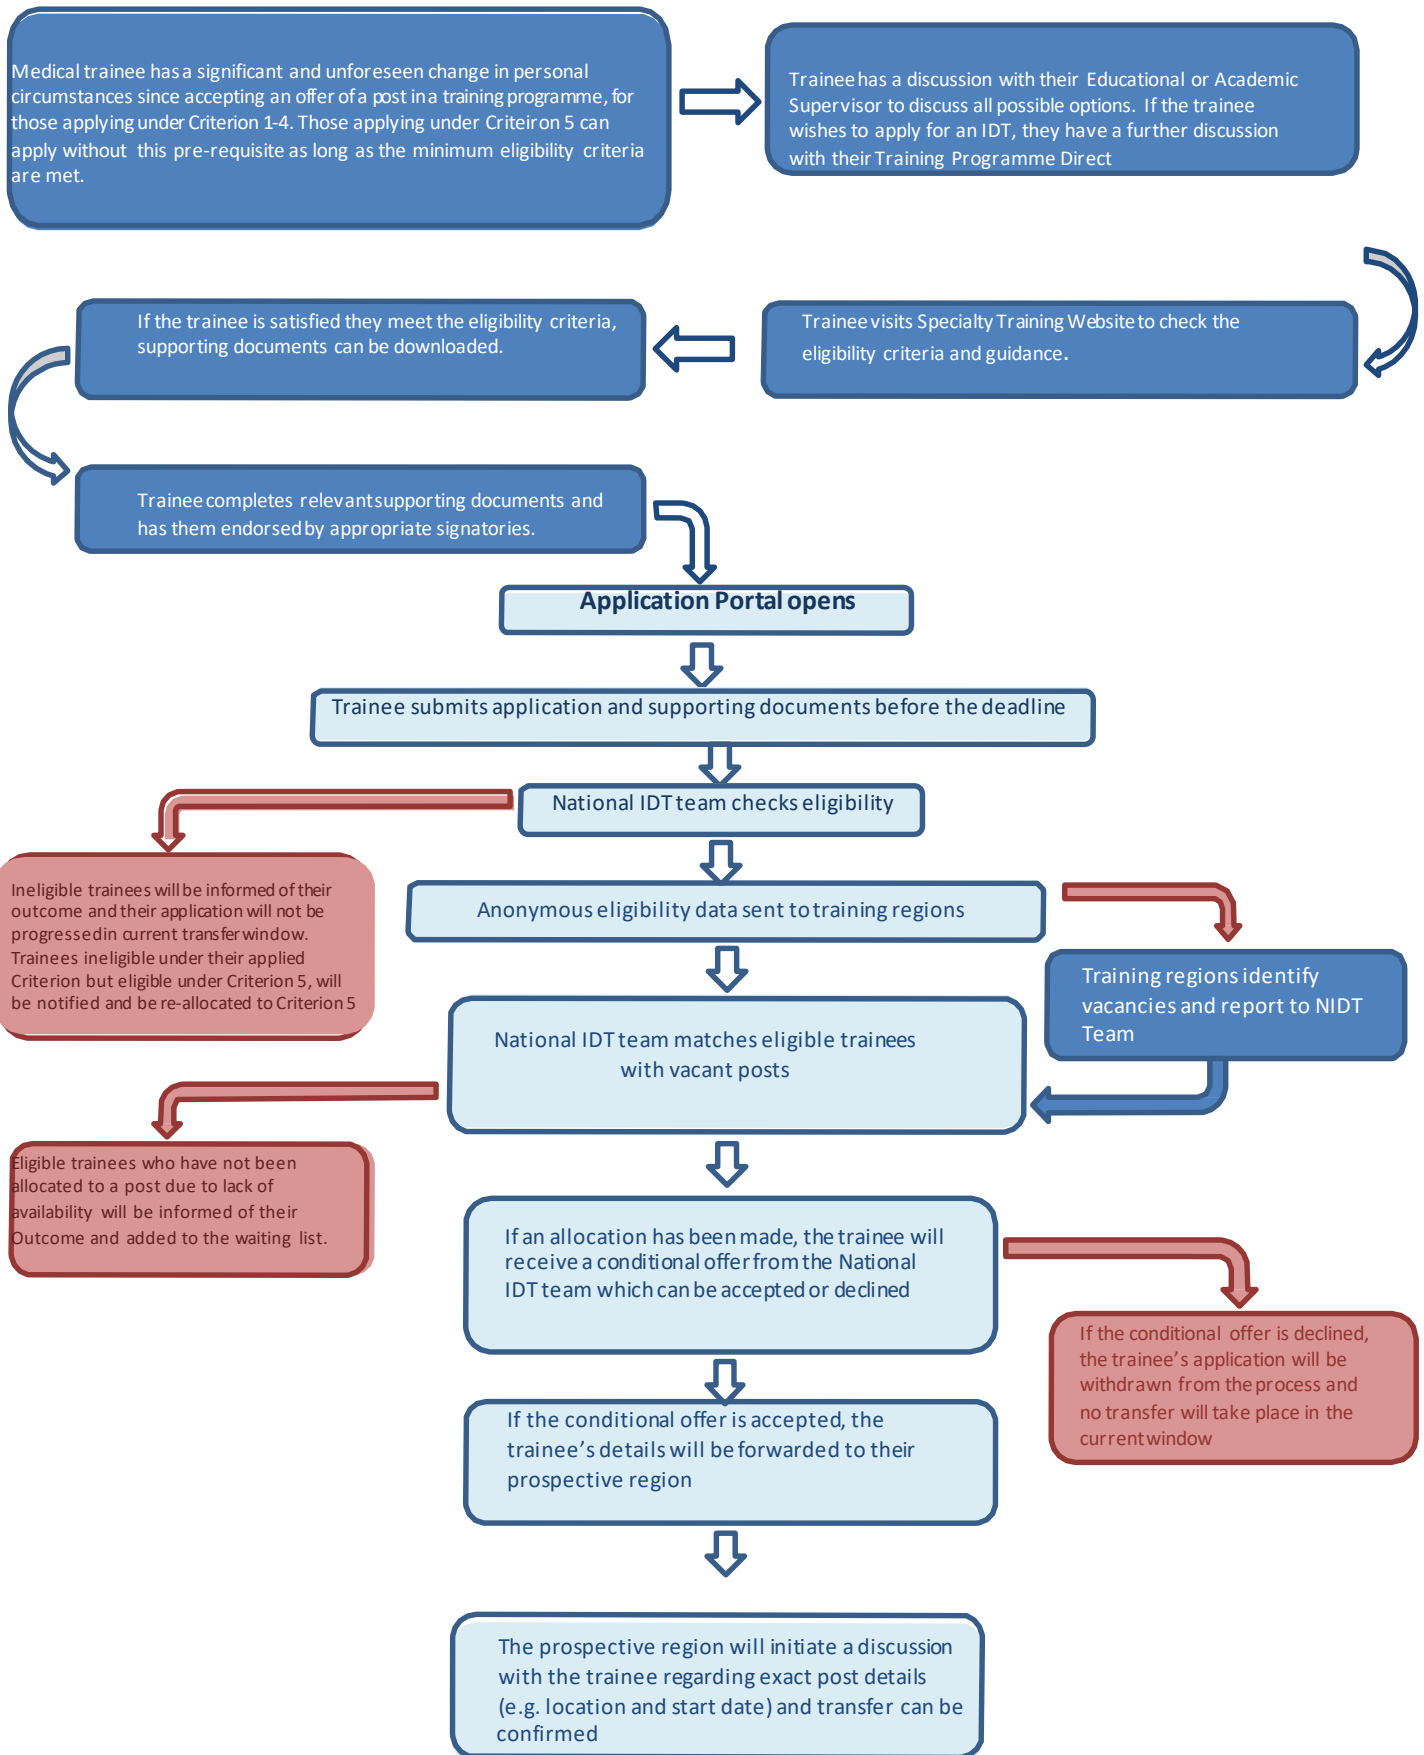 Medical trainee has a significant and unforeseen change in personal
circumstances since accepting an offer of a post in a training programme, for
those applying under Criterion 1-4. Those applying under Criteiron 5 can
apply without this pre-requisite as long as the minimum eligibility criteria
are met.
Trainee has a discussion with their Educational or Academic
Supervisor to discuss all possible options. If the trainee
wishes to apply for an IDT, they have a further discussion
with their Training Programme Direct
Trainee visits Specialty Training Website to check the
eligibility criteria and guidance.
If the trainee is satisfied they meet the eligibility criteria,
supporting documents can be downloaded.
Trainee completes relevant supporting documents and
has them endorsed by appropriate signatories.
Application Portal opens
Trainee submits application and supporting documents before the deadline
National IDT team checks eligibility
Ineligible trainees will be informed of their
outcome and their application will not be
progressed in current transfer window.
Trainees ineligible under their applied
Criterion but eligible under Criterion 5, will
be notified and be re-allocated to Criterion 5
Anonymous eligibility data sent to training regions
Training regions identify
vacancies and report to NIDT
Team
National IDT team matches eligible trainees
with vacant posts
Eligible trainees who have not been
allocated to a post due to lack of
availability will be informed of their
Outcome and added to the waiting list.
If an allocation has been made, the trainee will
receive a conditional offer from the National
IDT team which can be accepted or declined
If the conditional offer is declined,
the trainee’s application will be
withdrawn from the process and
no transfer will take place in the
current window
If the conditional offer is accepted, the
trainee’s details will be forwarded to their
prospective region
The prospective region will initiate a discussion
with the trainee regarding exact post details
(e.g. location and start date) and transfer can be
confirmed